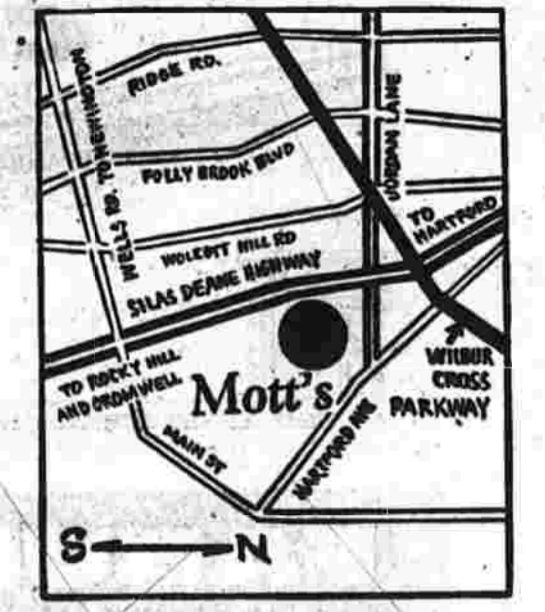 RIDGE RD.
JORDAN LANE
FOLLY BROOK BLVD
WELLS RD. TO NEWINGTON
TO
HARTFORD
WOLCOTT HILL RD
SILAS DEANE HIGHWAY
TO ROCKY HILL
AND CROMWELL
Mott's
WILBUR
CROSS
PARKWAY
HARTFORD AVE
MAIN ST
S N